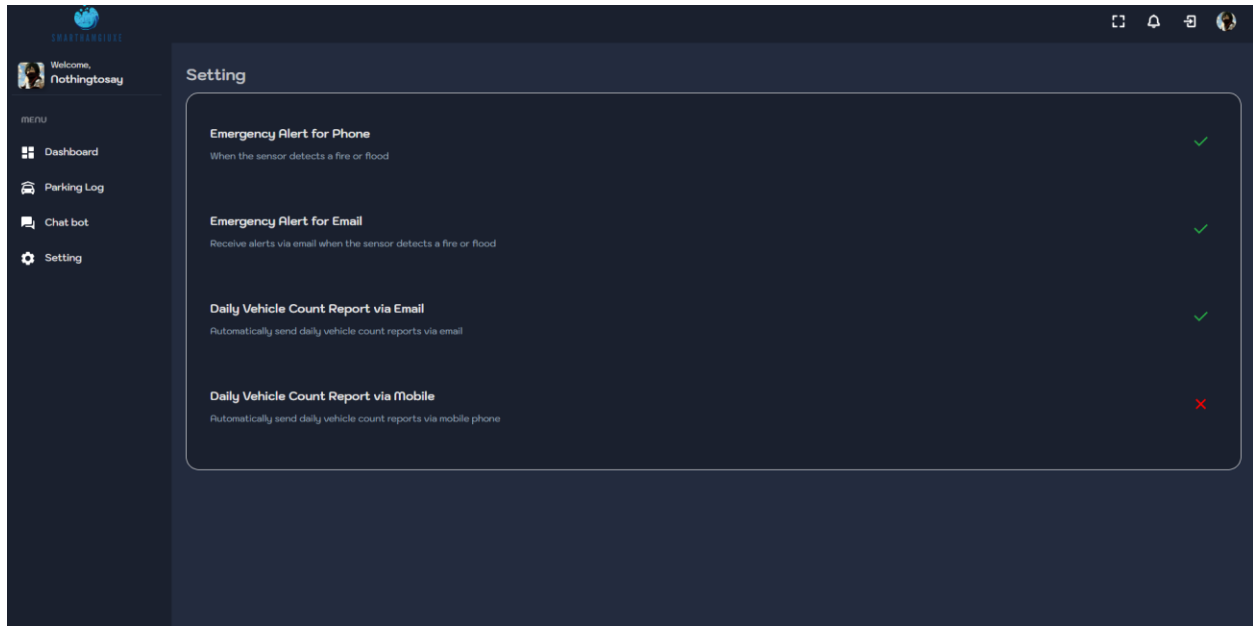 Welcome,
Nothingtosay
MENU
Dashboard
Parking Log
Chat bot
Setting
Setting
Emergency Alert for Phone
When the sensor detects a fire or flood
Emergency Alert for Email
Receive alerts via email when the sensor detects a fire or flood
Daily Vehicle Count Report via Email
Automatically send daily vehicle count reports via email
Daily Vehicle Count Report via Mobile
Automatically send daily vehicle count reports via mobile phone